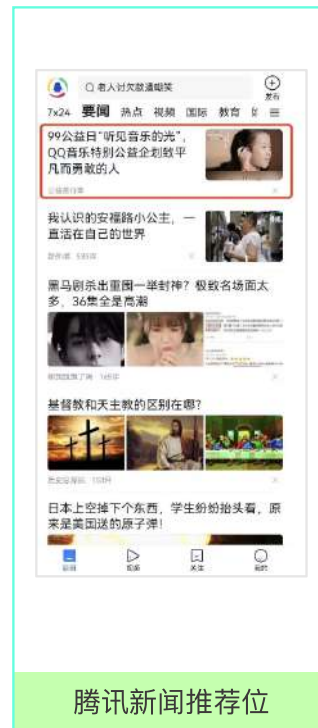 老人讨欠款遭嘲笑
发布
7x24 要闻 热点 视频 国际 教育
99公益日“听见音乐的光”，
QQ音乐特别公益企划致平
凡而勇敢的人
我认识的安福路小公主，一
直活在自己的世界
黑马剧杀出重围一举封神？极致名场面太
多，36集全是高潮
基督教和天主教的区别在哪？
日本上空掉下个东西，学生纷纷抬头看，原
来是美国送的原子弹！
腾讯新闻推荐位